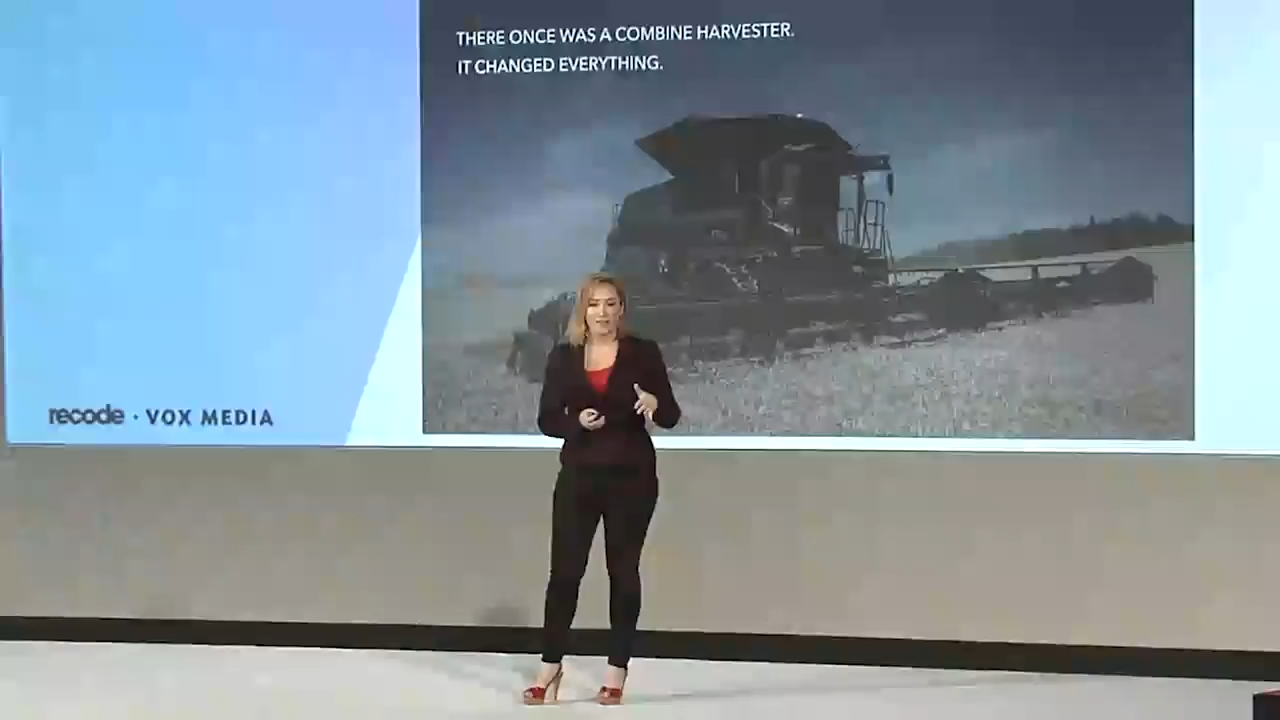 THERE ONCE WAS A COMBINE HARVESTER.
IT CHANGED EVERYTHING.
recode · VOX MEDIA